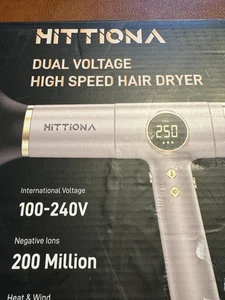 HiTTiONA
DUAL VOLTAGE
HIGH SPEED HAIR DRYER
HiTTiONA
250
International Voltage
100-240V
Negative Ions
200 Million
Heat & Wind